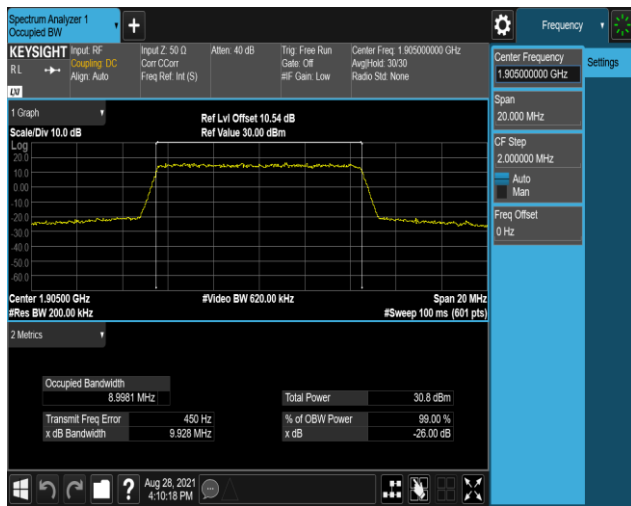 Spectrum Analyzer 1
Occupied BW
Frequency
KEYSIGHT
RL
LXI
Input: RF
Coupling: DC
Align: Auto
Input Z: 50 Ω
Corr CCorr
Freq Ref: Int (S)
Atten: 40 dB
Trig: Free Run
Gate: Off
#IF Gain: Low
Center Freq: 1.905000000 GHz
Avg|Hold: 30/30
Radio Std: None
Center Frequency
1.905000000 GHz
Settings
Span
20.000 MHz
CF Step
2.000000 MHz
Auto
Man
Freq Offset
0 Hz
1 Graph
Scale/Div 10.0 dB
Ref Lvl Offset 10.54 dB
Ref Value 30.00 dBm
Log
20.0
10.0
0.00
-10.0
-20.0
-30.0
-40.0
-50.0
-60.0
Center 1.90500 GHz
#Video BW 620.00 kHz
Span 20 MHz
#Res BW 200.00 kHz
#Sweep 100 ms (601 pts)
2 Metrics
Occupied Bandwidth
8.9981 MHz
Total Power 30.8 dBm
Transmit Freq Error 450 Hz
% of OBW Power 99.00 %
x dB Bandwidth 9.928 MHz
x dB -26.00 dB
?
Aug 28, 2021
4:10:18 PM